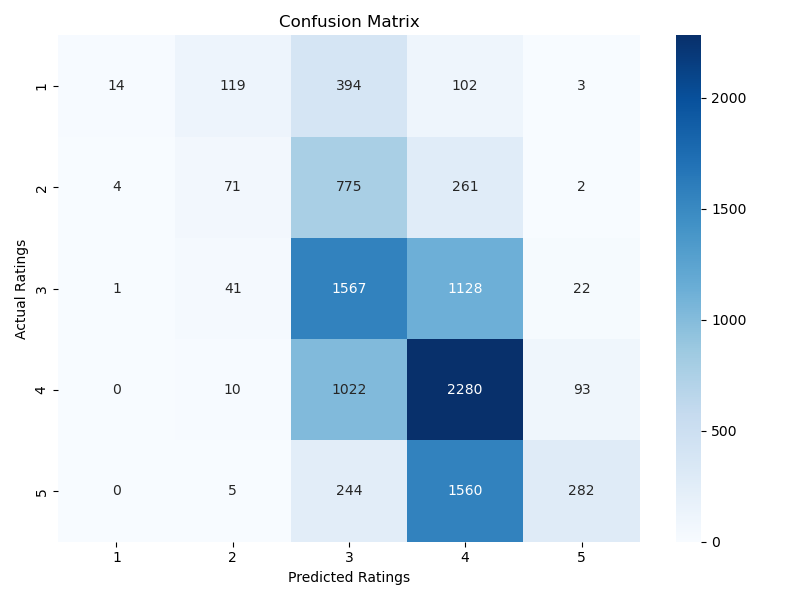 Confusion Matrix
Actual Ratings
1 14 119 394 102 3
2 4 71 775 261 2
3 1 41 1567 1128 22
4 0 10 1022 2280 93
5 0 5 244 1560 282
1 2 3 4 5
Predicted Ratings
2000
1500
1000
500
0